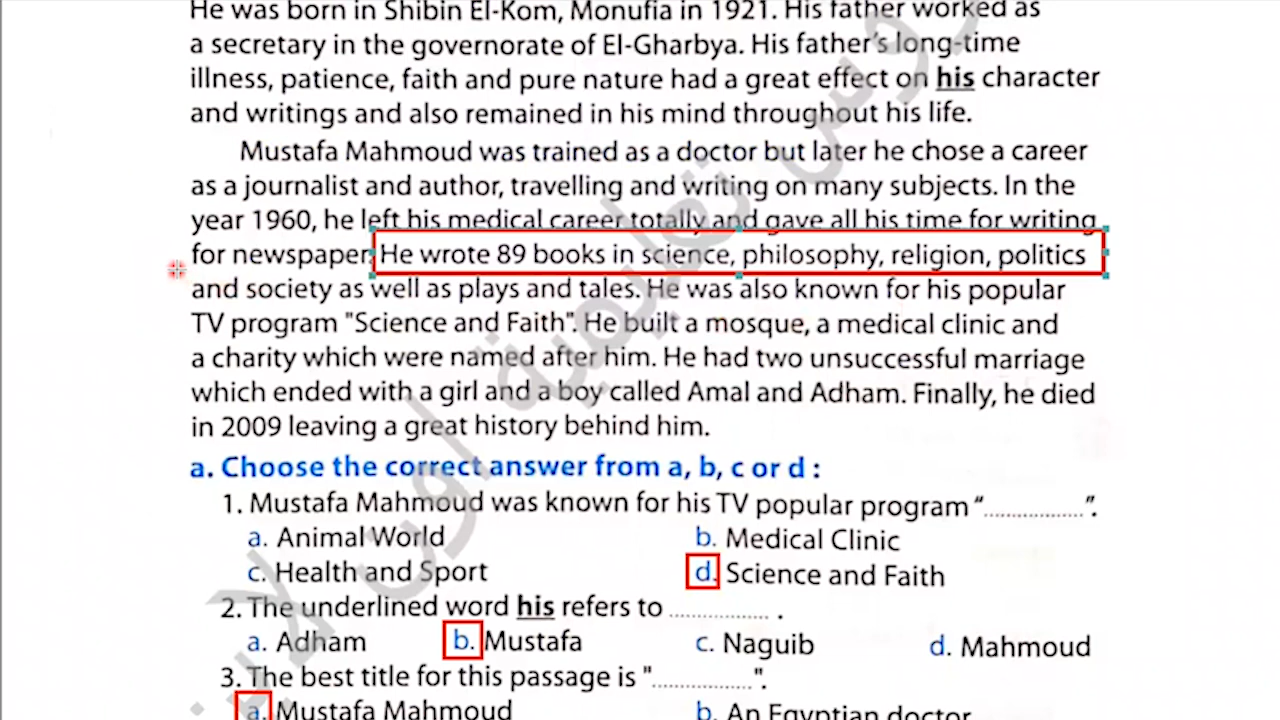 He was born in Shibin El-Kom, Monufia in 1921. His father worked as
a secretary in the governorate of El-Gharbya. His father's long-time
illness, patience, faith and pure nature had a great effect on his character
and writings and also remained in his mind throughout his life.
Mustafa Mahmoud was trained as a doctor but later he chose a career
as a journalist and author, travelling and writing on many subjects. In the
year 1960, he left his medical career totally and gave all his time for writing
for newspaper. He wrote 89 books in science, philosophy, religion, politics
and society as well as plays and tales. He was also known for his popular
TV program "Science and Faith". He built a mosque, a medical clinic and
a charity which were named after him. He had two unsuccessful marriage
which ended with a girl and a boy called Amal and Adham. Finally, he died
in 2009 leaving a great history behind him.
a. Choose the correct answer from a, b, c or d :
1. Mustafa Mahmoud was known for his TV popular program “..................”.
a. Animal World b. Medical Clinic
c. Health and Sport d. Science and Faith
2. The underlined word his refers to .................. .
a. Adham b. Mustafa c. Naguib d. Mahmoud
3. The best title for this passage is "..................".
a. Mustafa Mahmoud b. An Egyptian doctor
دروس تعليمية اون لاين